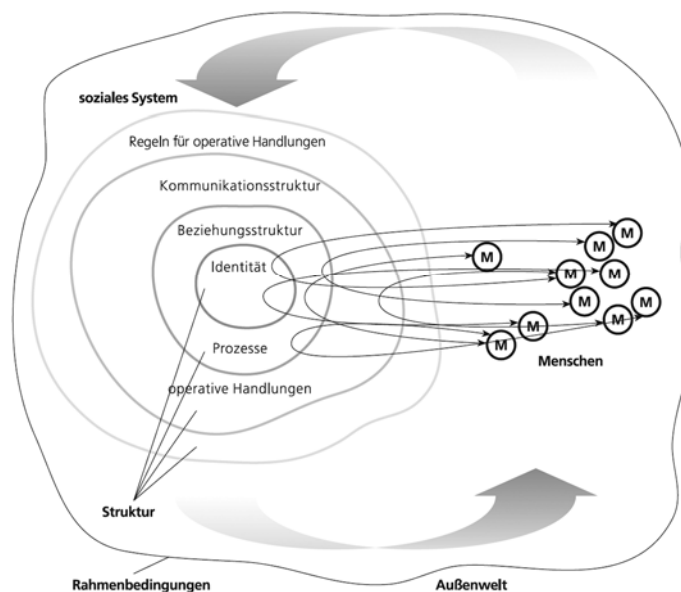 soziales System
Regeln für operative Handlungen
Kommunikationsstruktur
Beziehungsstruktur
Identität
M
M
M
M
M
M
M
M
M
M
Prozesse
Menschen
operative Handlungen
Struktur
Rahmenbedingungen
Außenwelt